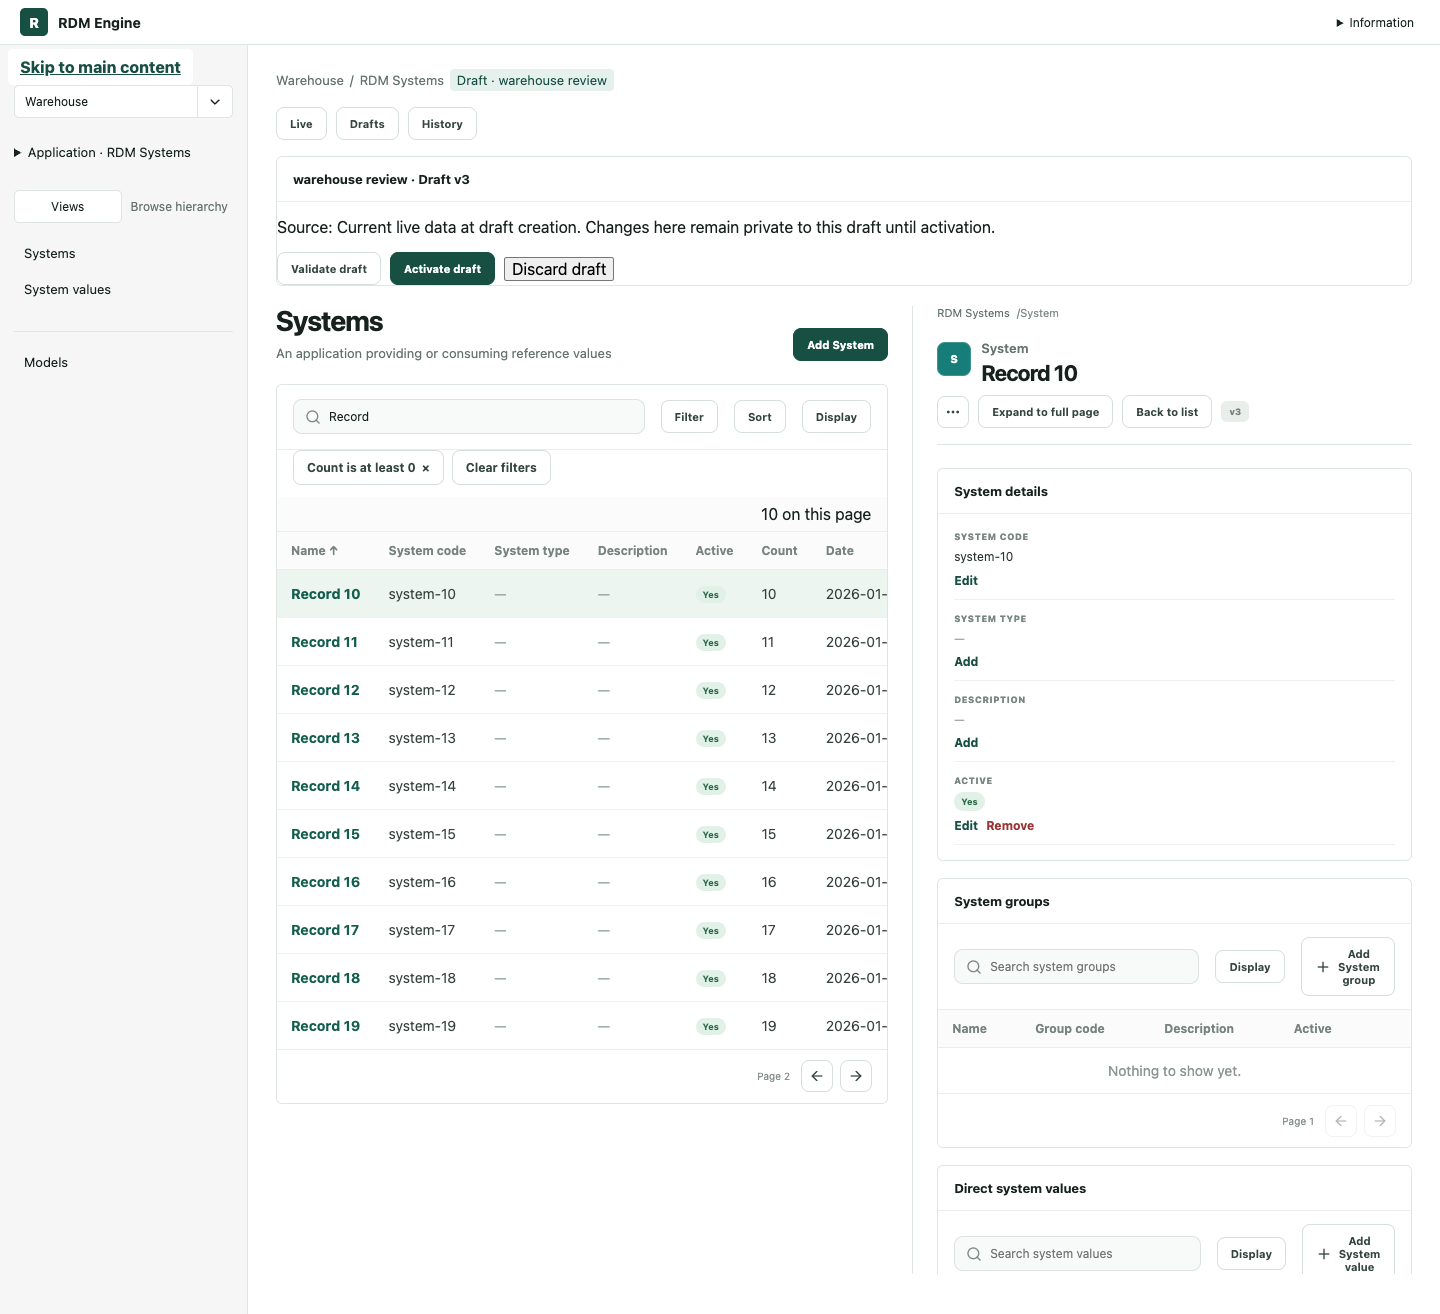 R RDM Engine
Information
Skip to main content
Warehouse
Application · RDM Systems
Views Browse hierarchy
Systems
System values
Models
Warehouse / RDM Systems Draft · warehouse review
Live Drafts History
warehouse review · Draft v3
Source: Current live data at draft creation. Changes here remain private to this draft until activation.
Validate draft Activate draft Discard draft
Systems
An application providing or consuming reference values
Add System
Record Filter Sort Display
Count is at least 0 × Clear filters
10 on this page
Name ↑ System code System type Description Active Count Date
Record 10 system-10 — — Yes 10 2026-01-
Record 11 system-11 — — Yes 11 2026-01-
Record 12 system-12 — — Yes 12 2026-01-
Record 13 system-13 — — Yes 13 2026-01-
Record 14 system-14 — — Yes 14 2026-01-
Record 15 system-15 — — Yes 15 2026-01-
Record 16 system-16 — — Yes 16 2026-01-
Record 17 system-17 — — Yes 17 2026-01-
Record 18 system-18 — — Yes 18 2026-01-
Record 19 system-19 — — Yes 19 2026-01-
Page 2 ← →
RDM Systems /System
S
System
Record 10
··· Expand to full page Back to list v3
System details
SYSTEM CODE
system-10
Edit
SYSTEM TYPE
—
Add
DESCRIPTION
—
Add
ACTIVE
Yes
Edit Remove
System groups
Search system groups Display
+ Add
System
group
Name Group code Description Active
Nothing to show yet.
Page 1 ← →
Direct system values
Search system values Display
+ Add
System
value